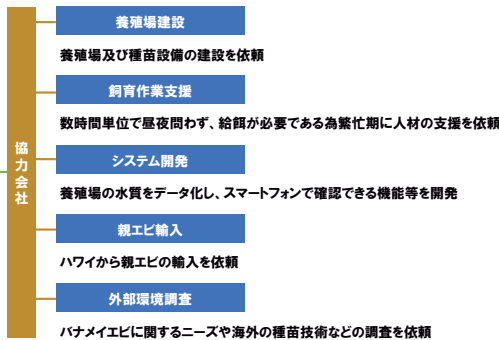 協力会社
養殖場建設
養殖場及び種苗設備の建設を依頼
飼育作業支援
数時間単位で昼夜問わず、給餌が必要である為繁忙期に人材の支援を依頼
システム開発
養殖場の水質をデータ化し、スマートフォンで確認できる機能等を開発
親エビ輸入
ハワイから親エビの輸入を依頼
外部環境調査
バナメイエビに関するニーズや海外の種苗技術などの調査を依頼